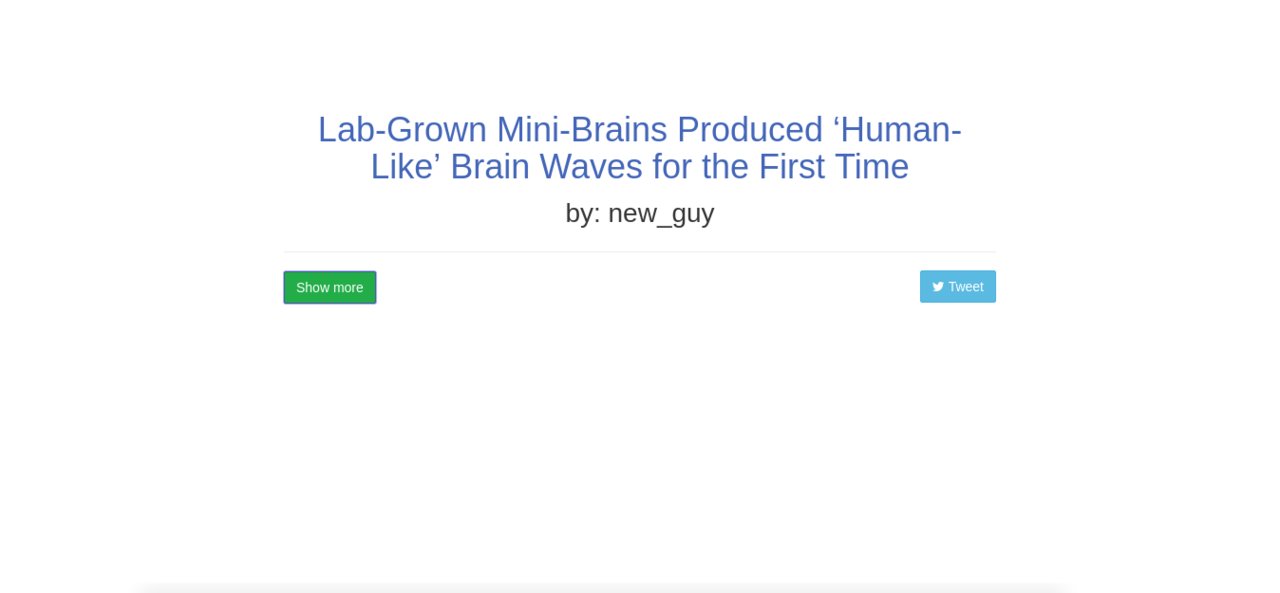 Lab-Grown Mini-Brains Produced ‘Human-
Like’ Brain Waves for the First Time
by: new_guy
Show more
Tweet